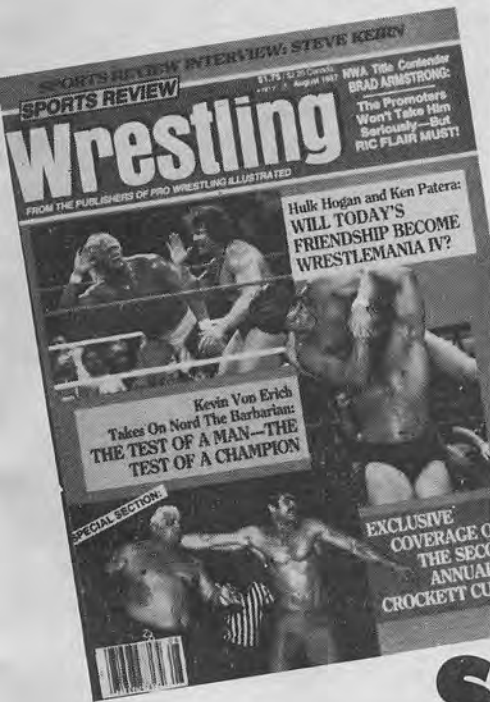 SPORTS REVIEW INTERVIEW: STEVE KEIRN
SPORTS REVIEW
Wrestling
FROM THE PUBLISHERS OF PRO WRESTLING ILLUSTRATED
$1.75 / $2.25 Canada
August 1987
NWA Title Contender
BRAD ARMSTRONG:
The Promoters
Won't Take Him
Seriously—But
RIC FLAIR MUST!
Hulk Hogan and Ken Patera:
WILL TODAY'S
FRIENDSHIP BECOME
WRESTLEMANIA IV?
Kevin Von Erich
Takes On Nord The Barbarian:
THE TEST OF A MAN—THE
TEST OF A CHAMPION
SPECIAL SECTION:
EXCLUSIVE
COVERAGE O
THE SECO
ANNUA
CROCKETT CU
S